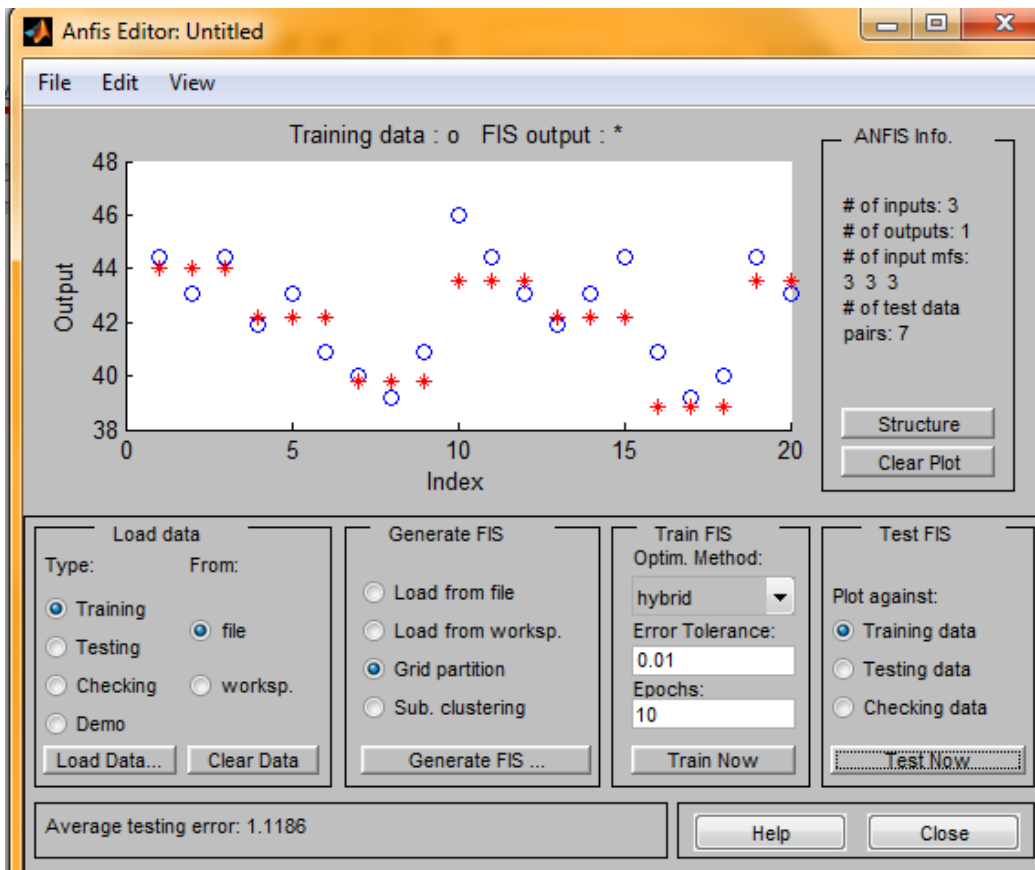 Anfis Editor: Untitled
File Edit View
Training data : o FIS output : *
48
46
44
42
40
38
Output
0 5 10 15 20
Index
ANFIS Info.
# of inputs: 3
# of outputs: 1
# of input mfs:
3 3 3
# of test data
pairs: 7
Structure
Clear Plot
Load data
Type: From:
Training
Testing
Checking
Demo
file
worksp.
Load Data... Clear Data
Generate FIS
Load from file
Load from worksp.
Grid partition
Sub. clustering
Generate FIS ...
Train FIS
Optim. Method:
hybrid
Error Tolerance:
0.01
Epochs:
10
Train Now
Test FIS
Plot against:
Training data
Testing data
Checking data
Test Now
Average testing error: 1.1186
Help Close